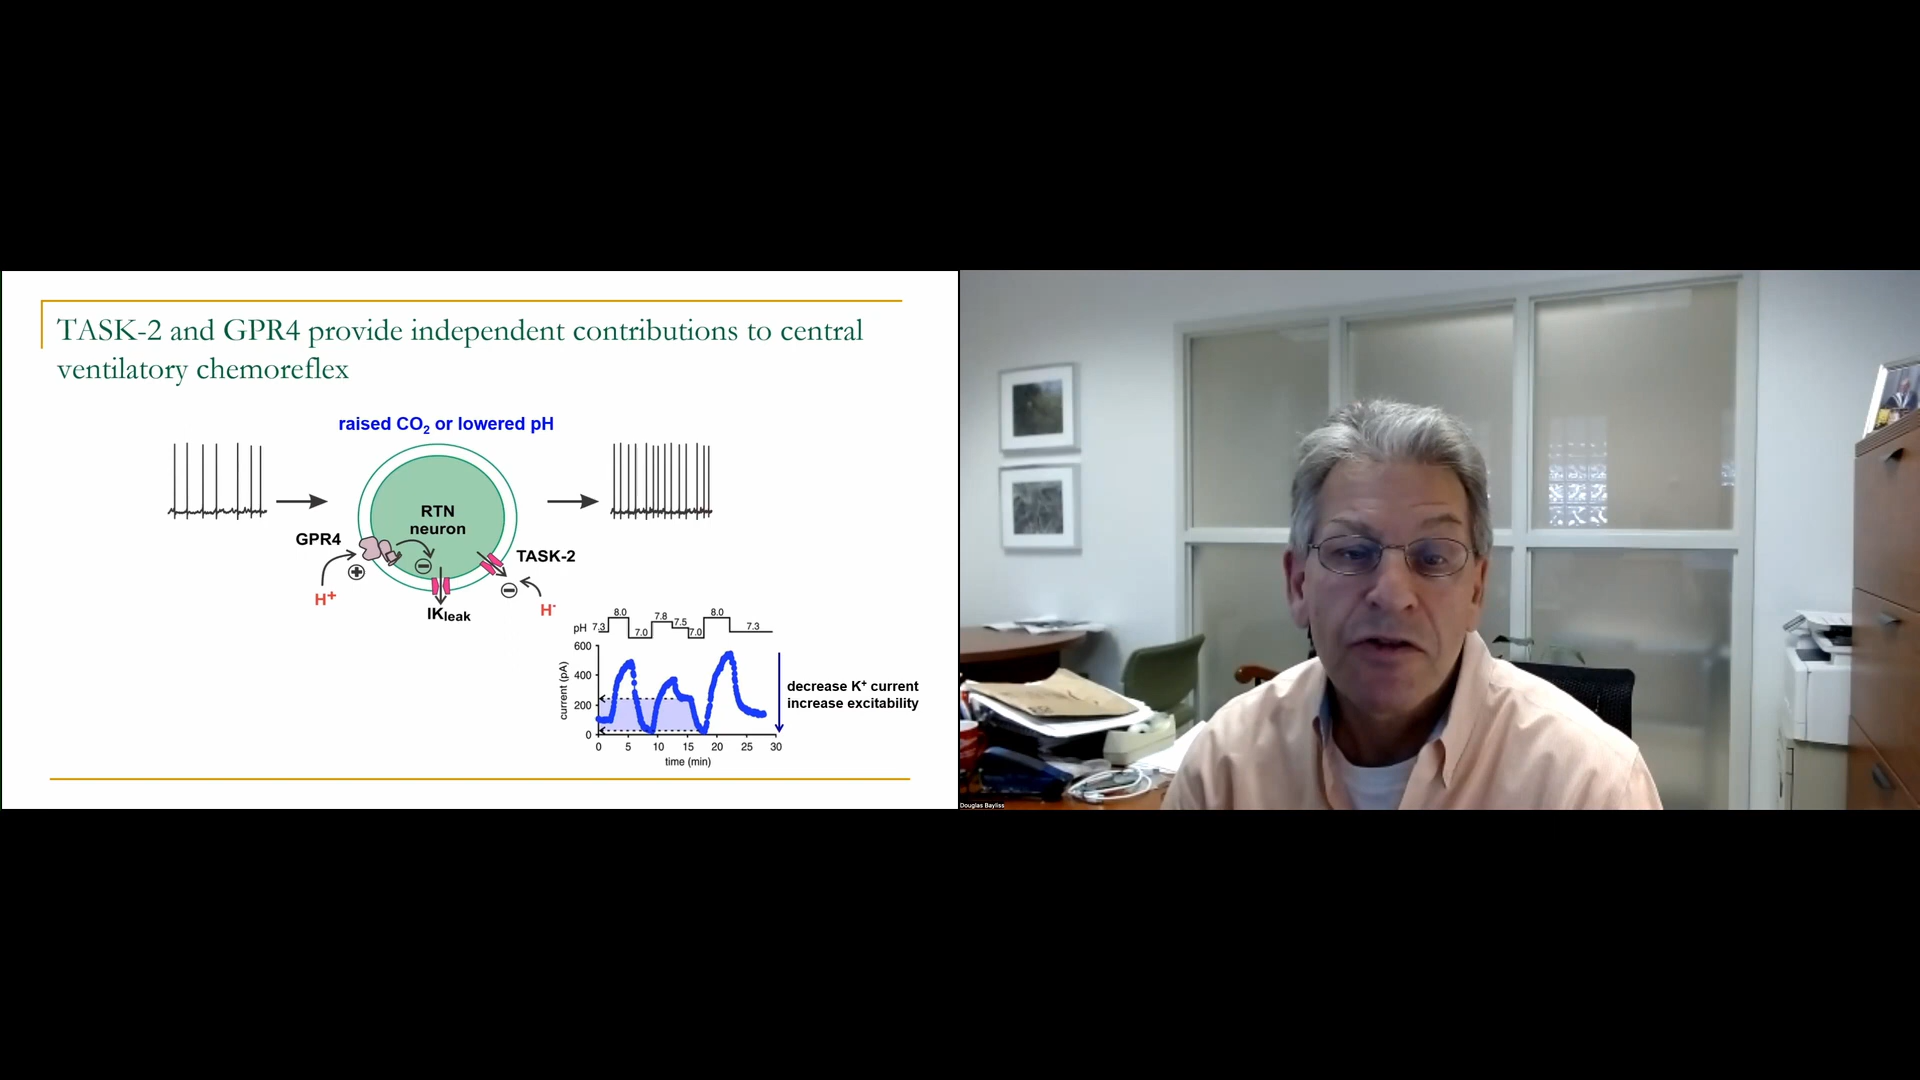 TASK-2 and GPR4 provide independent contributions to central
ventilatory chemoreflex
raised CO2 or lowered pH
RTN
neuron
GPR4
TASK-2
H+
IKleak
H+
pH 7.3 8.0 7.0 7.8 7.5 7.0 8.0 7.3
600
400
200
0
current (pA)
0 5 10 15 20 25 30
time (min)
decrease K+ current
increase excitability
Douglas Bayliss